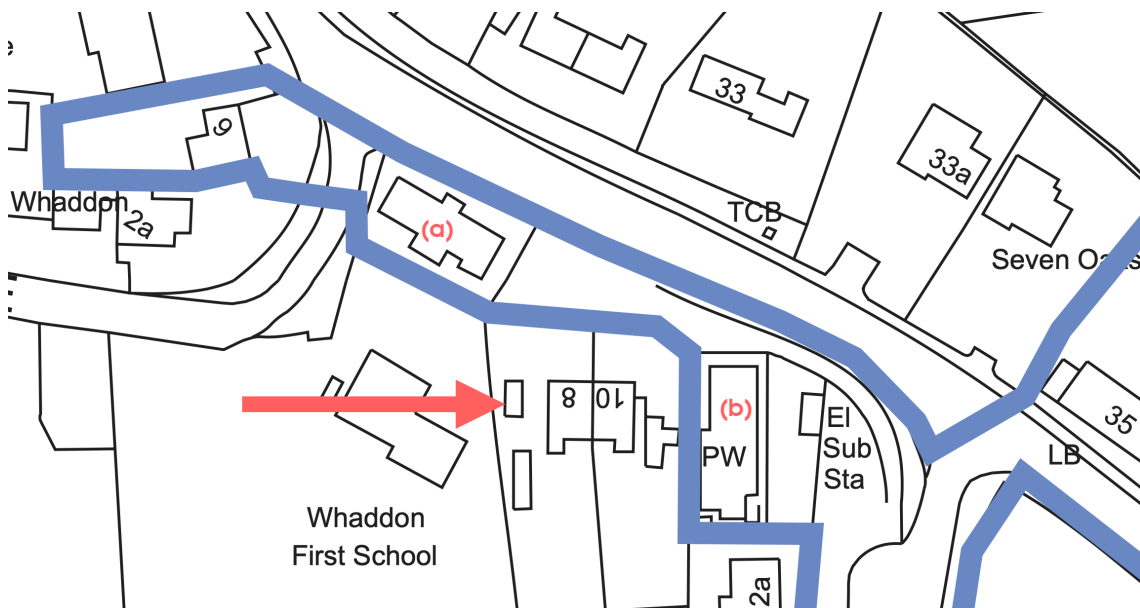 33
9
33a
Whaddon
2a
TCB
(a)
Seven Oaks
8
10
(b)
35
El
Sub
Sta
PW
LB
Whaddon
First School
2a